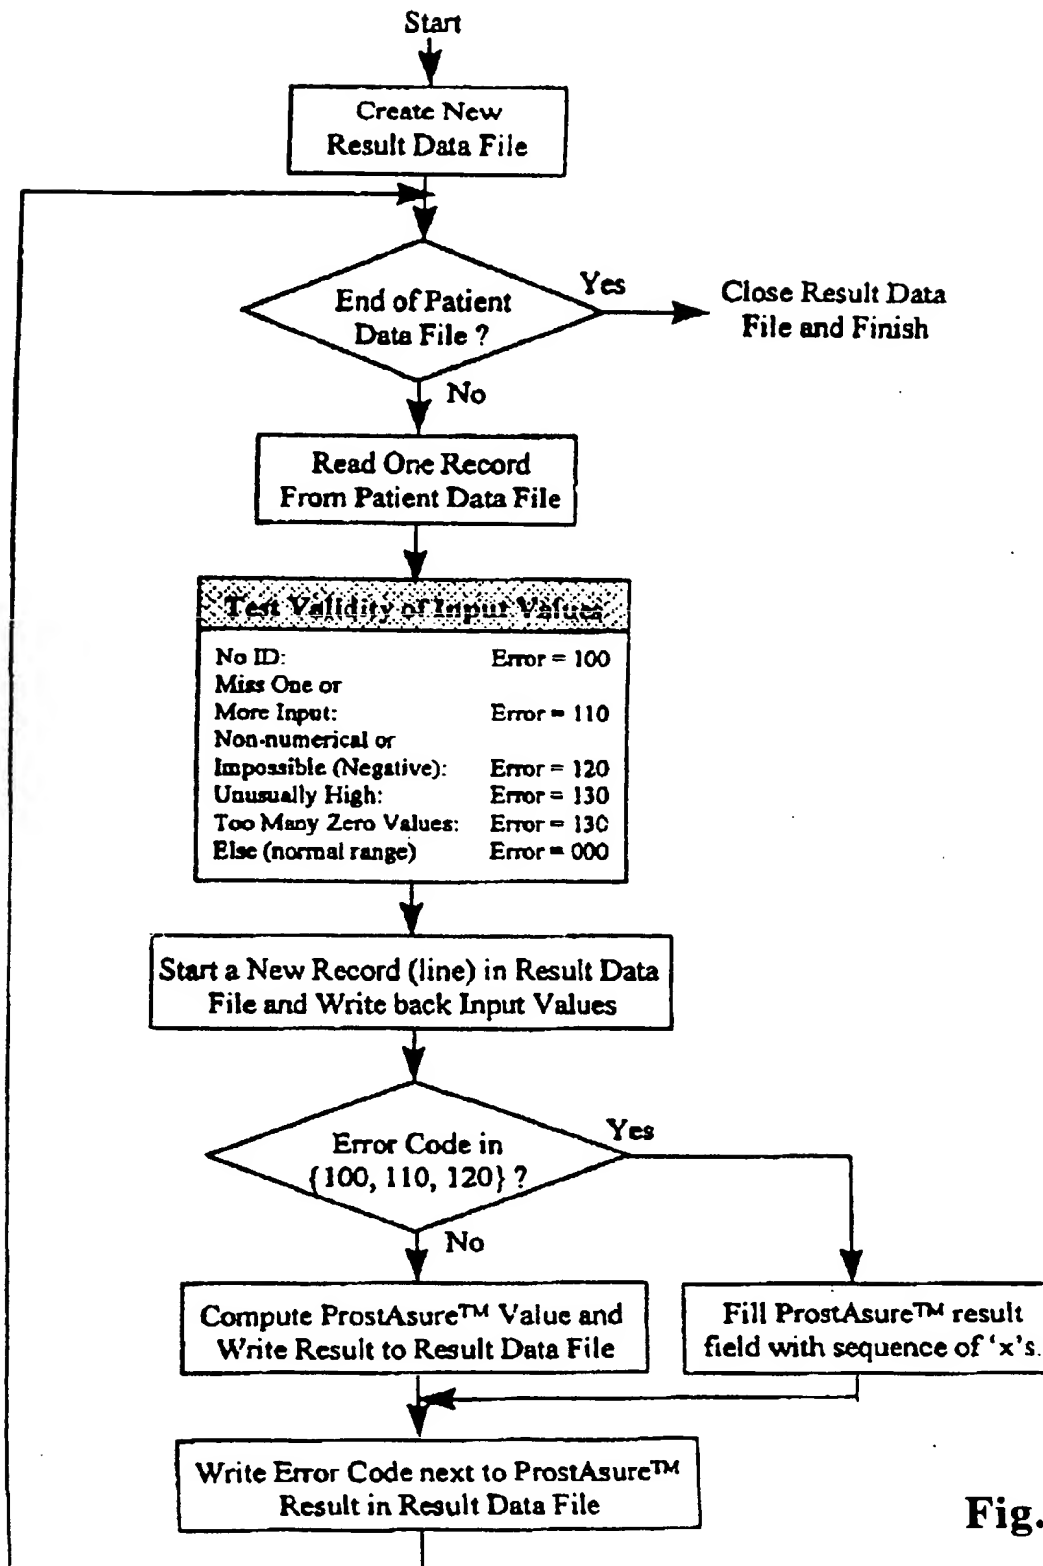 Start
Create New
Result Data File
End of Patient
Data File ?
Yes
Close Result Data
File and Finish
No
Read One Record
From Patient Data File
Test Validity of Input Values
No ID: Error = 100
Miss One or
More Input: Error = 110
Non-numerical or
Impossible (Negative): Error = 120
Unusually High: Error = 130
Too Many Zero Values: Error = 130
Else (normal range) Error = 000
Start a New Record (line) in Result Data
File and Write back Input Values
Error Code in
{100, 110, 120} ?
Yes
No
Compute ProstAsure™ Value and
Write Result to Result Data File
Fill ProstAsure™ result
field with sequence of ‘x’s.
Write Error Code next to ProstAsure™
Result in Result Data File
Fig.